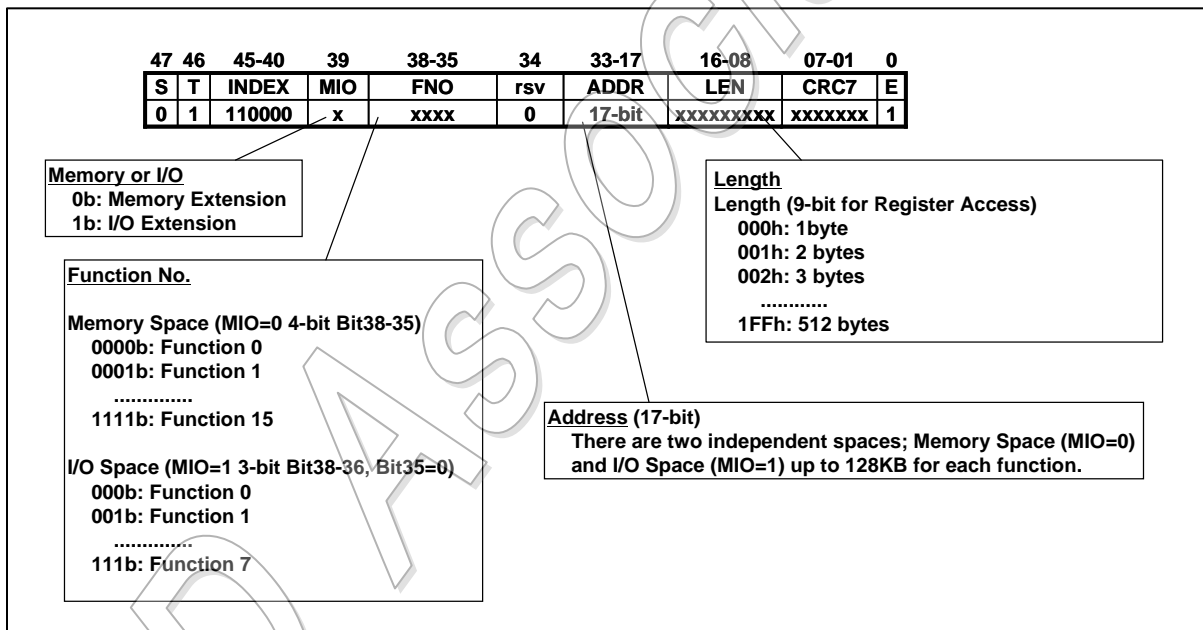 47 46 45-40 39 38-35 34 33-17 16-08 07-01 0
S T INDEX MIO FNO rsv ADDR LEN CRC7 E
0 1 110000 x xxxx 0 17-bit xxxxxxxxx xxxxxxx 1
Memory or I/O
0b: Memory Extension
1b: I/O Extension
Length
Length (9-bit for Register Access)
000h: 1byte
001h: 2 bytes
002h: 3 bytes
............
1FFh: 512 bytes
Function No.
Memory Space (MIO=0 4-bit Bit38-35)
0000b: Function 0
0001b: Function 1
..............
1111b: Function 15
I/O Space (MIO=1 3-bit Bit38-36, Bit35=0)
000b: Function 0
001b: Function 1
..............
111b: Function 7
Address (17-bit)
There are two independent spaces; Memory Space (MIO=0)
and I/O Space (MIO=1) up to 128KB for each function.
D ASSOCI